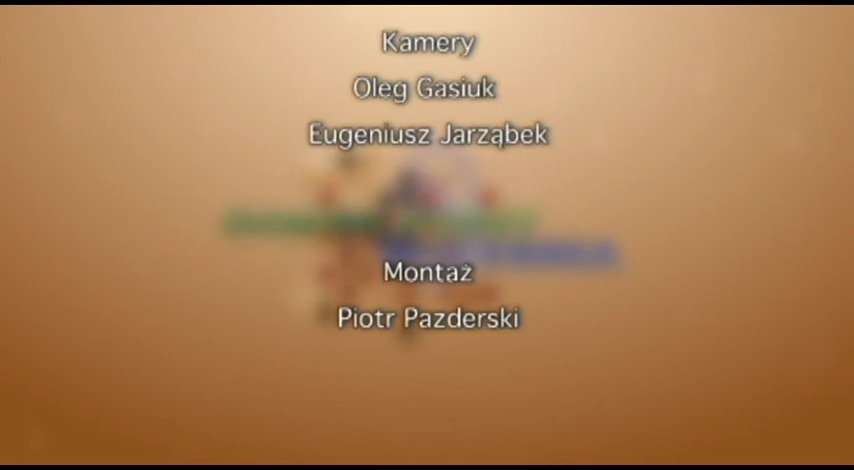 Kamery
Oleg Gasiuk
Eugeniusz Jarząbek
Montaż
Piotr Pazderski